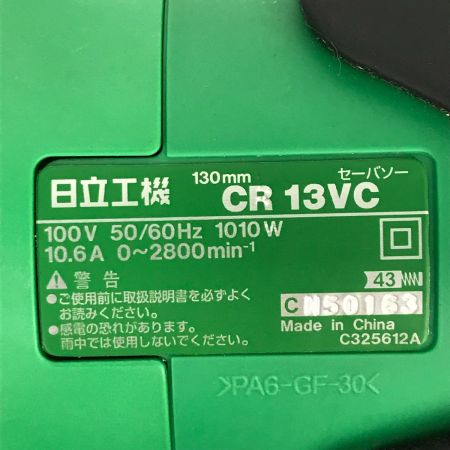 130mm セーバソー
日立工機 CR 13VC
100V 50/60Hz 1010W
10.6A 0~2800min⁻¹
警告
43
●ご使用前に取扱説明書を必ずよく
お読みください。
C N50163
●感電の恐れがあります。
雨中では使用しないでください。
Made in China
C325612A
>PA6-GF-30<